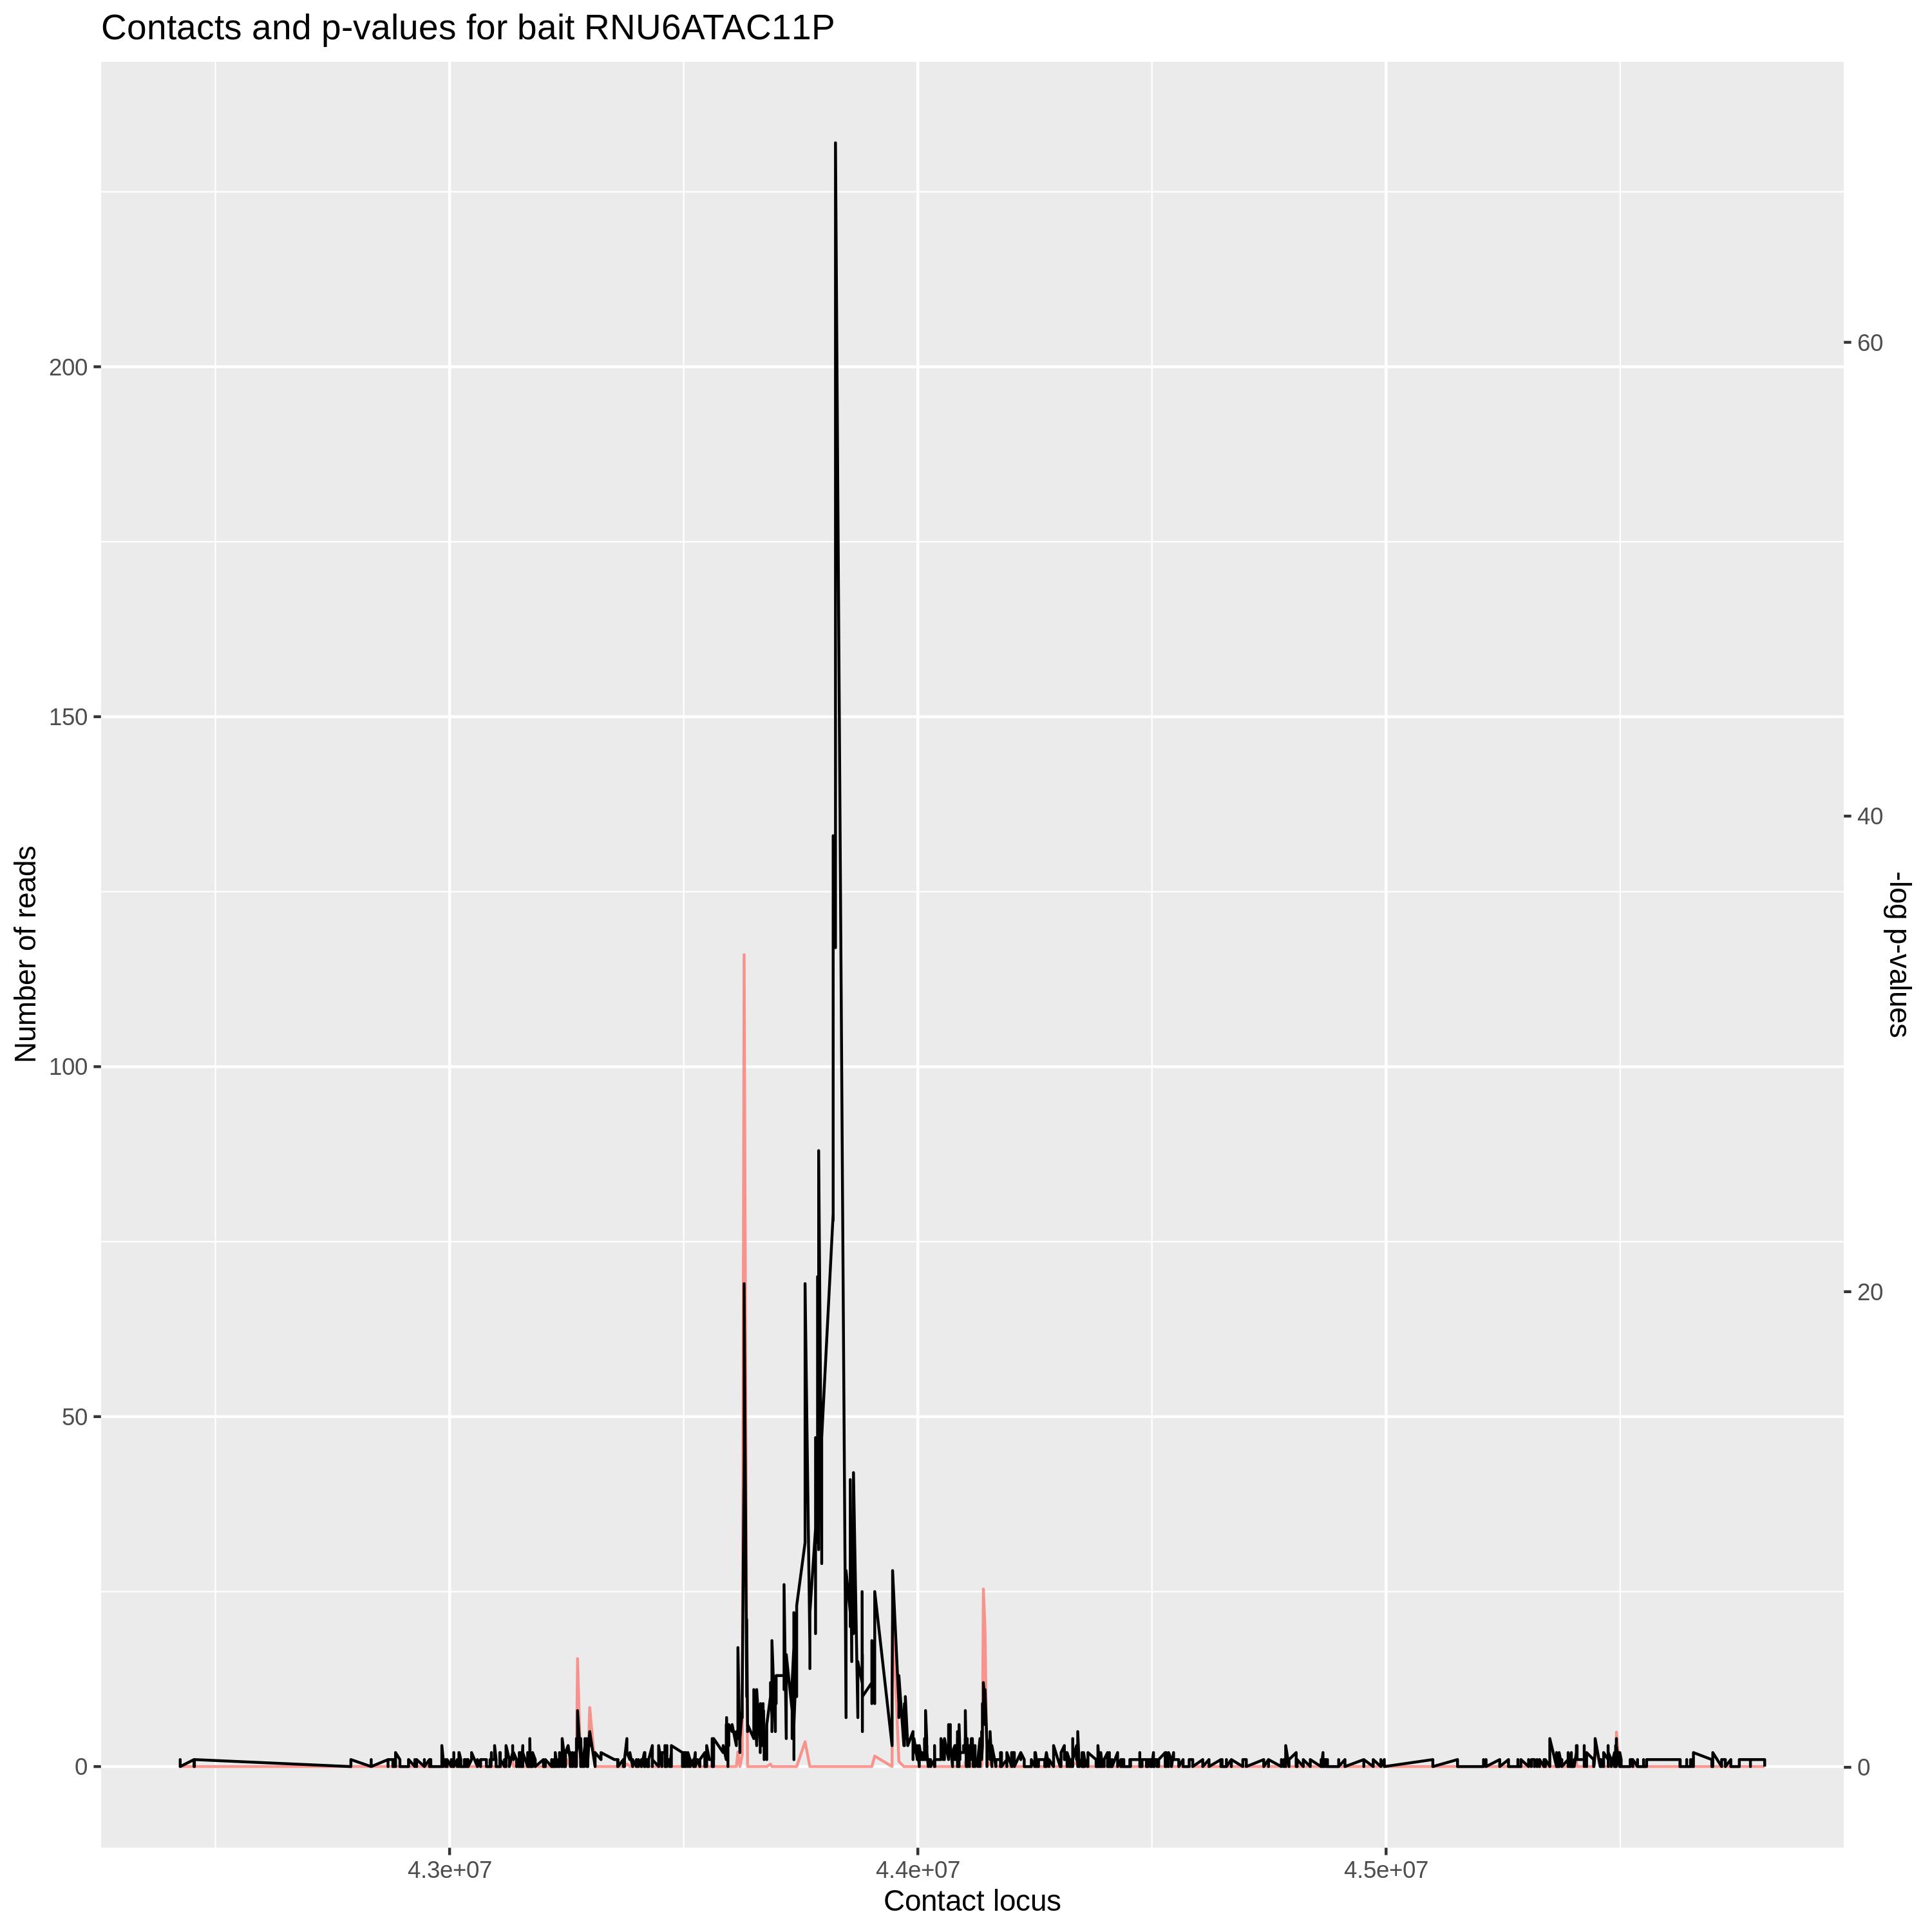 Contacts and p-values for bait RNU6ATAC11P
Number of reads
200
150
100
50
0
60
40
20
0
-log p-values
4.3e+07 4.4e+07 4.5e+07
Contact locus